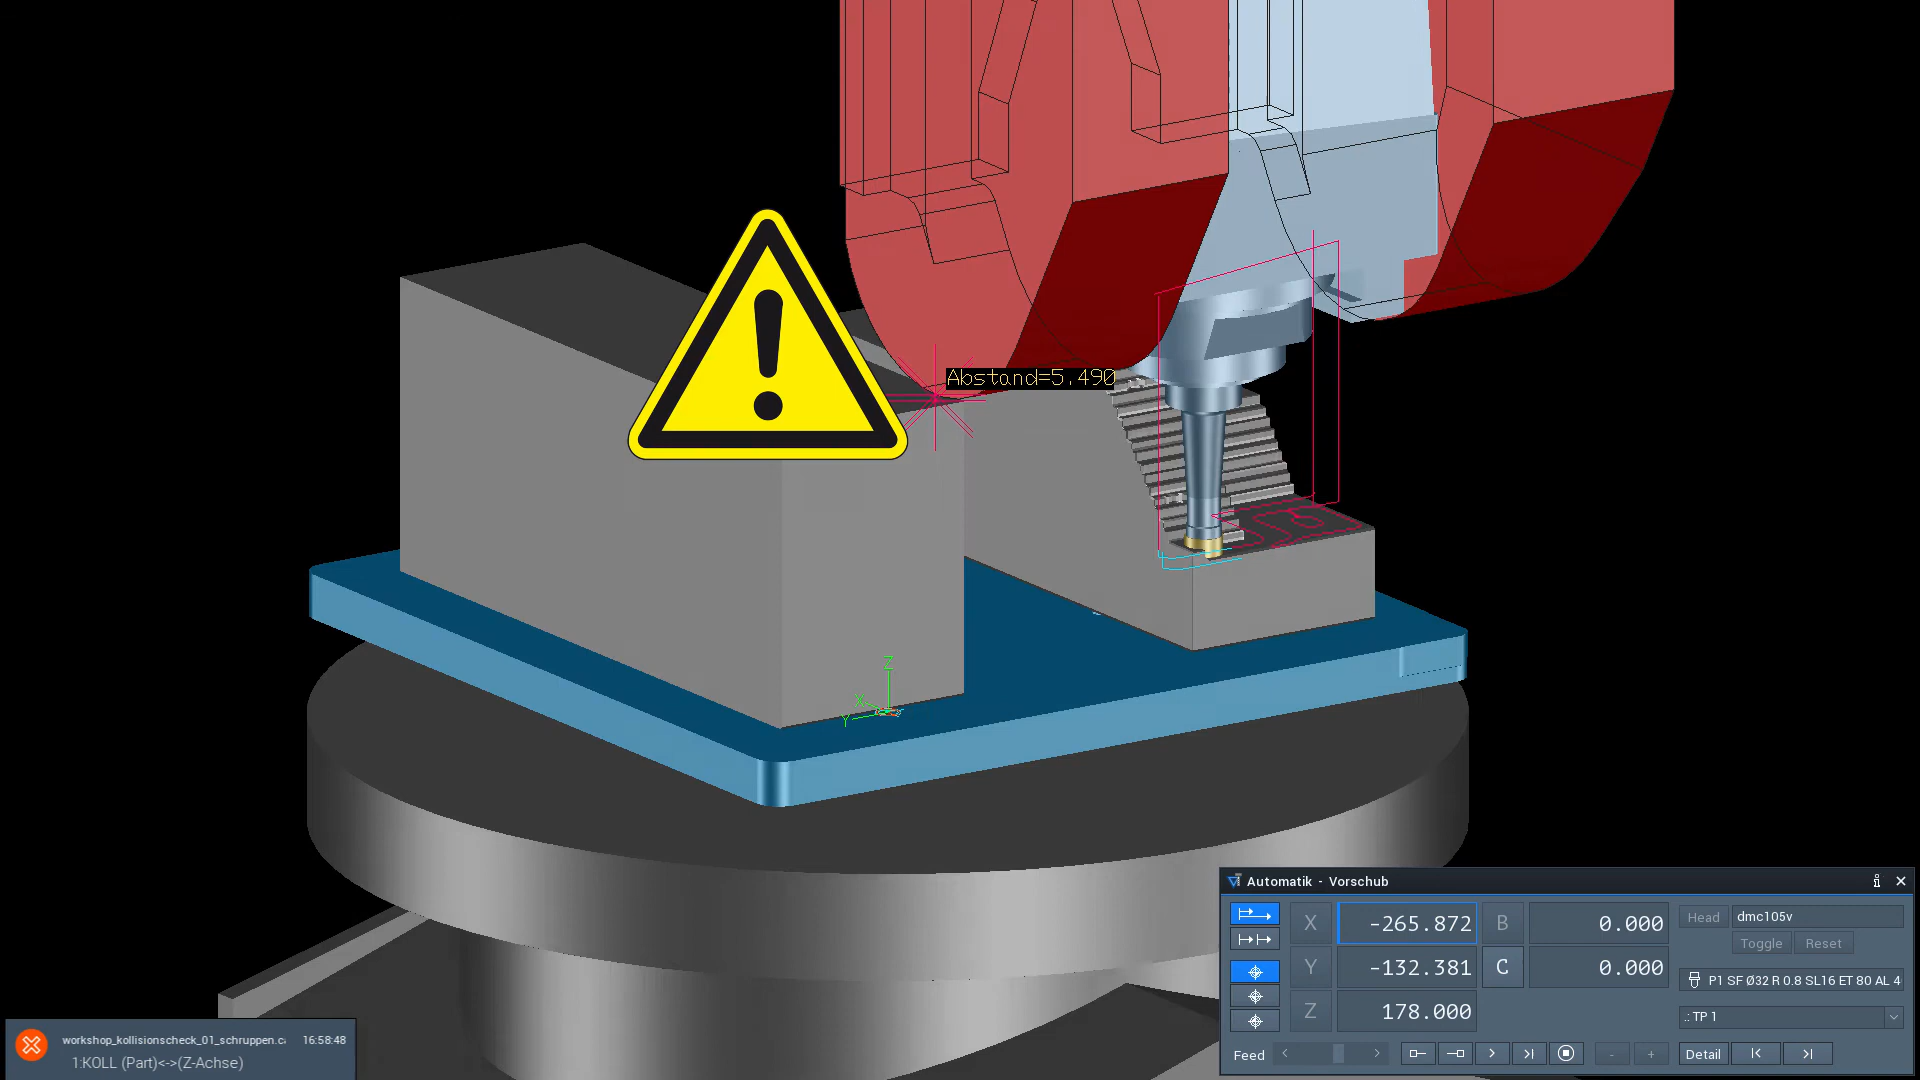 !
Abstand=5.490
Z
X
Y
Automatik - Vorschub
X -265.872 B 0.000
Head dmc105v
Toggle Reset
Y -132.381 C 0.000
P1 SF Ø32 R 0.8 SL16 ET 80 AL 4
Z 178.000
.: TP 1
Feed - + Detail
workshop_kollisionscheck_01_schruppen.c 16:58:48
1:KOLL (Part)<->(Z-Achse)